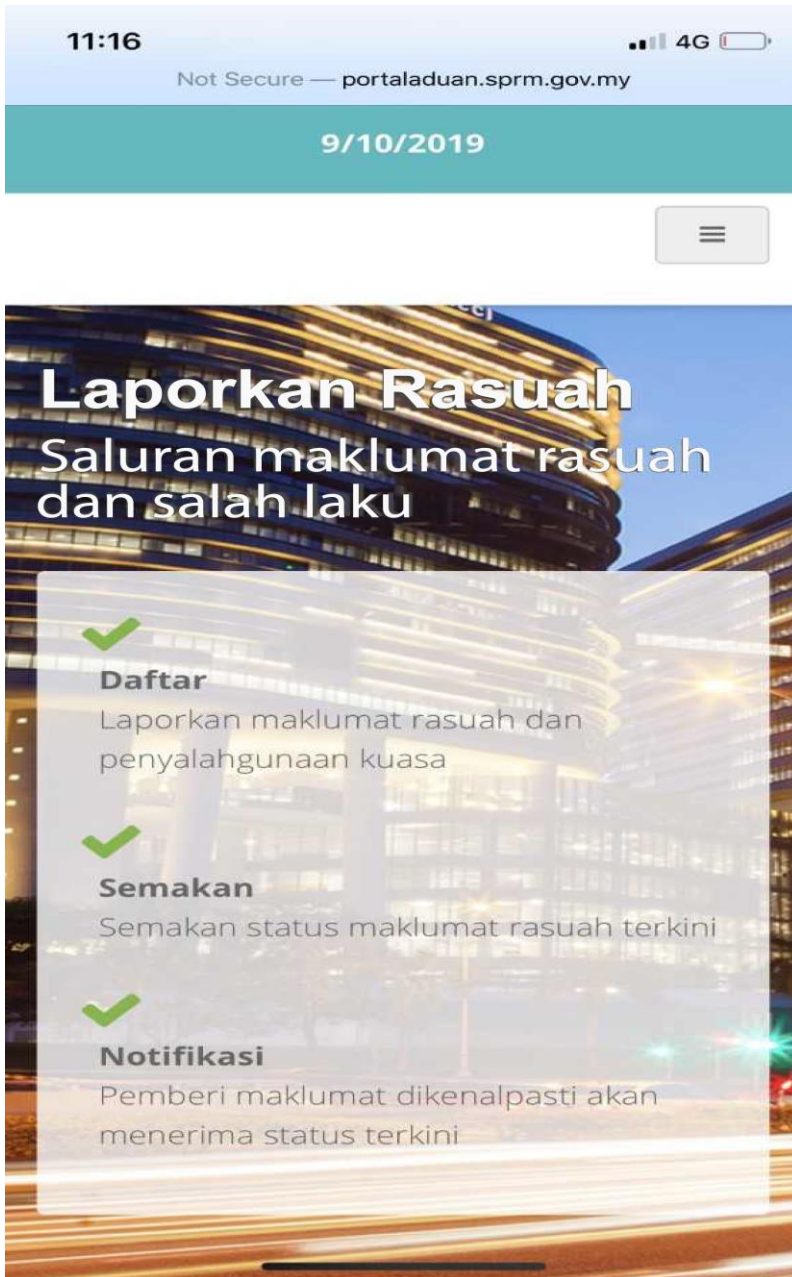 11:16
4G
Not Secure — portaladuan.sprm.gov.my
9/10/2019
Laporkan Rasuah
Saluran maklumat rasuah
dan salah laku
Daftar
Laporkan maklumat rasuah dan
penyalahgunaan kuasa
Semakan
Semakan status maklumat rasuah terkini
Notifikasi
Pemberi maklumat dikenalpasti akan
menerima status terkini